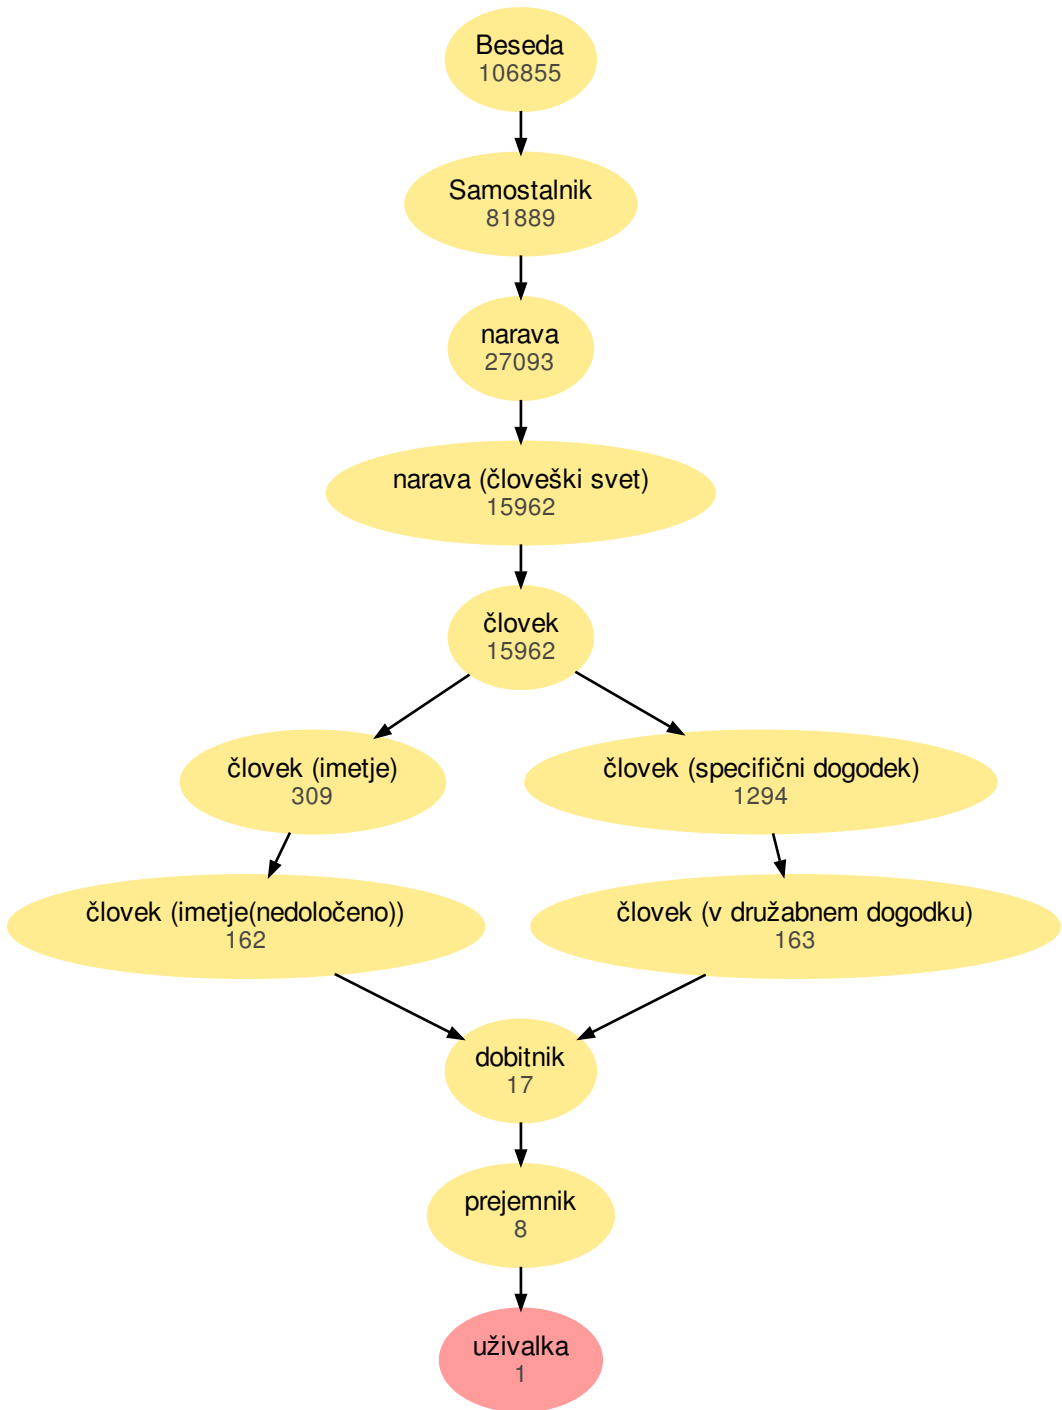 Beseda
106855
Samostalnik
81889
narava
27093
narava (človeški svet)
15962
človek
15962
človek (imetje)
309
človek (specifični dogodek)
1294
človek (imetje(nedoločeno))
162
človek (v družabnem dogodku)
163
dobitnik
17
prejemnik
8
uživalka
1